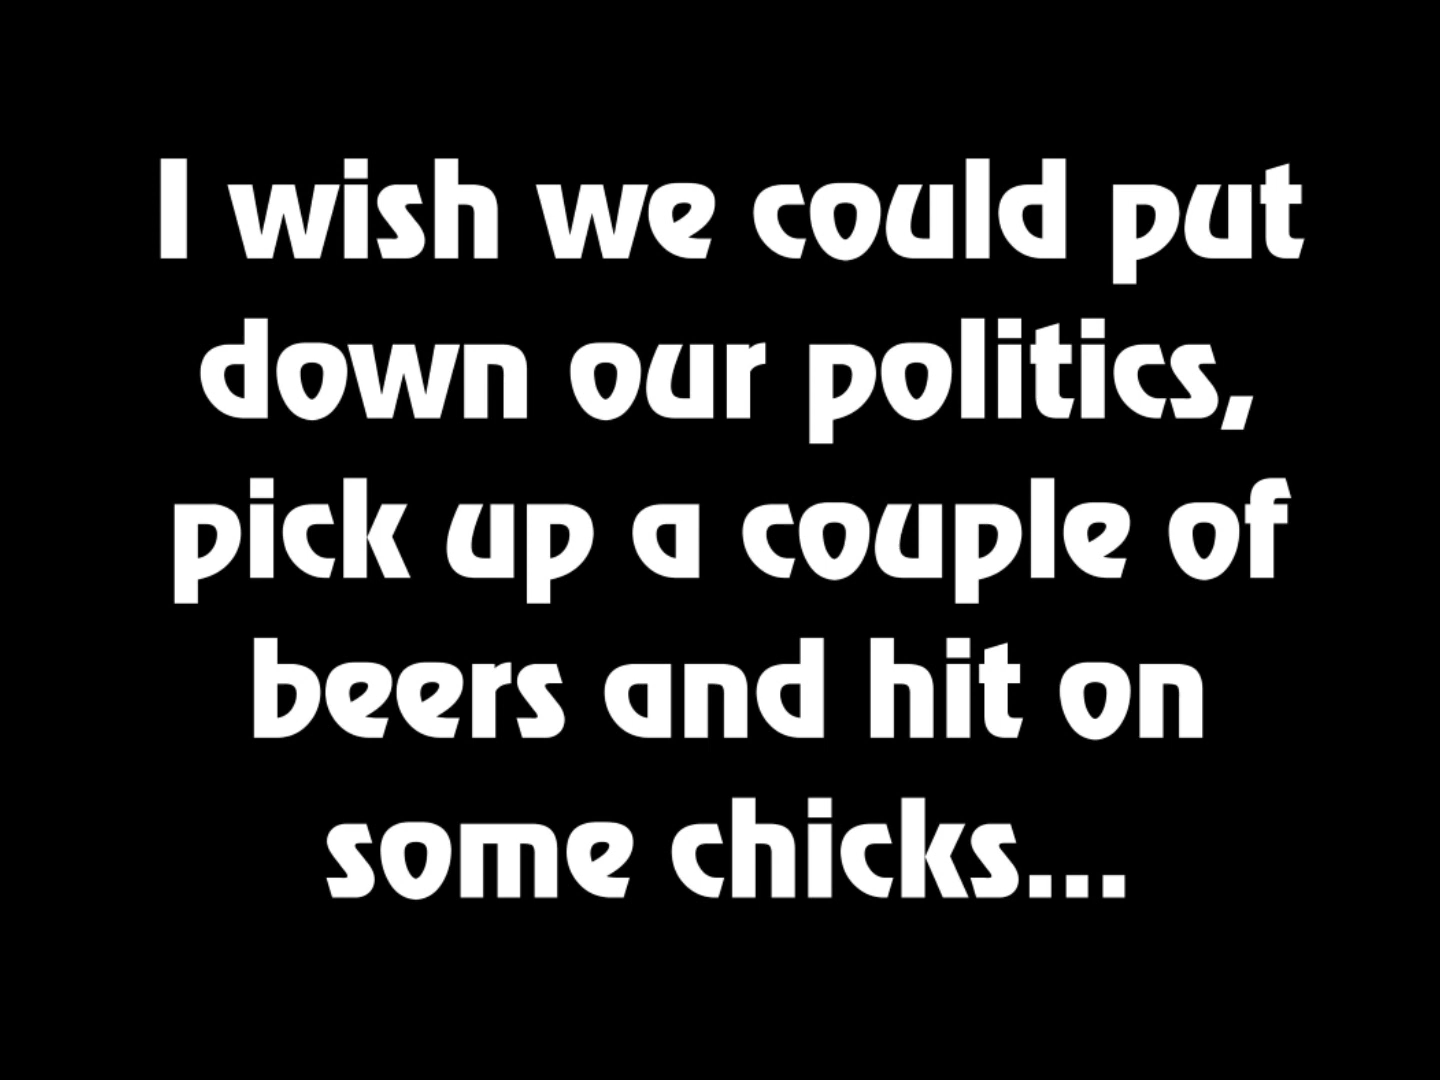 I wish we could put
down our politics,
pick up a couple of
beers and hit on
some chicks...